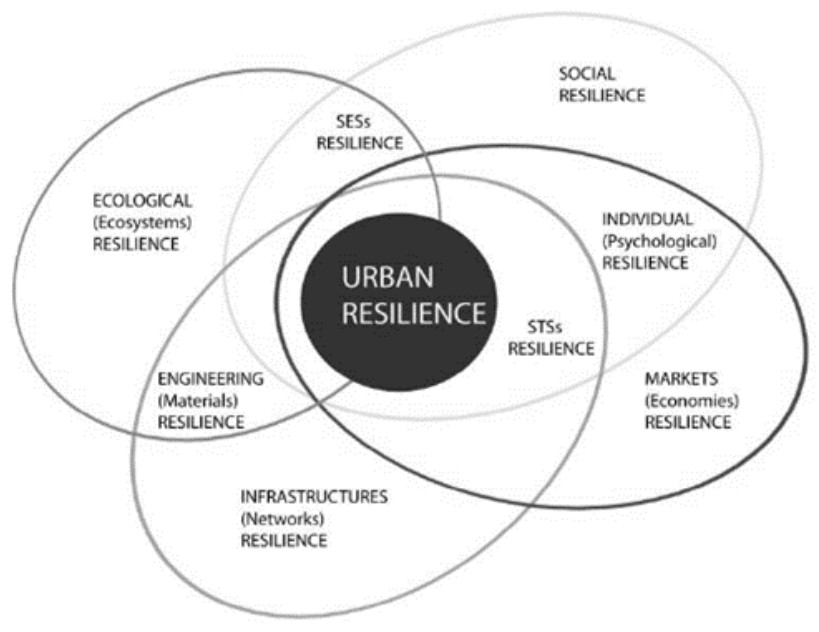 SOCIAL
RESILIENCE
SESs
RESILIENCE
ECOLOGICAL
(Ecosystems)
RESILIENCE
INDIVIDUAL
(Psychological)
RESILIENCE
URBAN
RESILIENCE
STSs
RESILIENCE
ENGINEERING
(Materials)
RESILIENCE
MARKETS
(Economies)
RESILIENCE
INFRASTRUCTURES
(Networks)
RESILIENCE